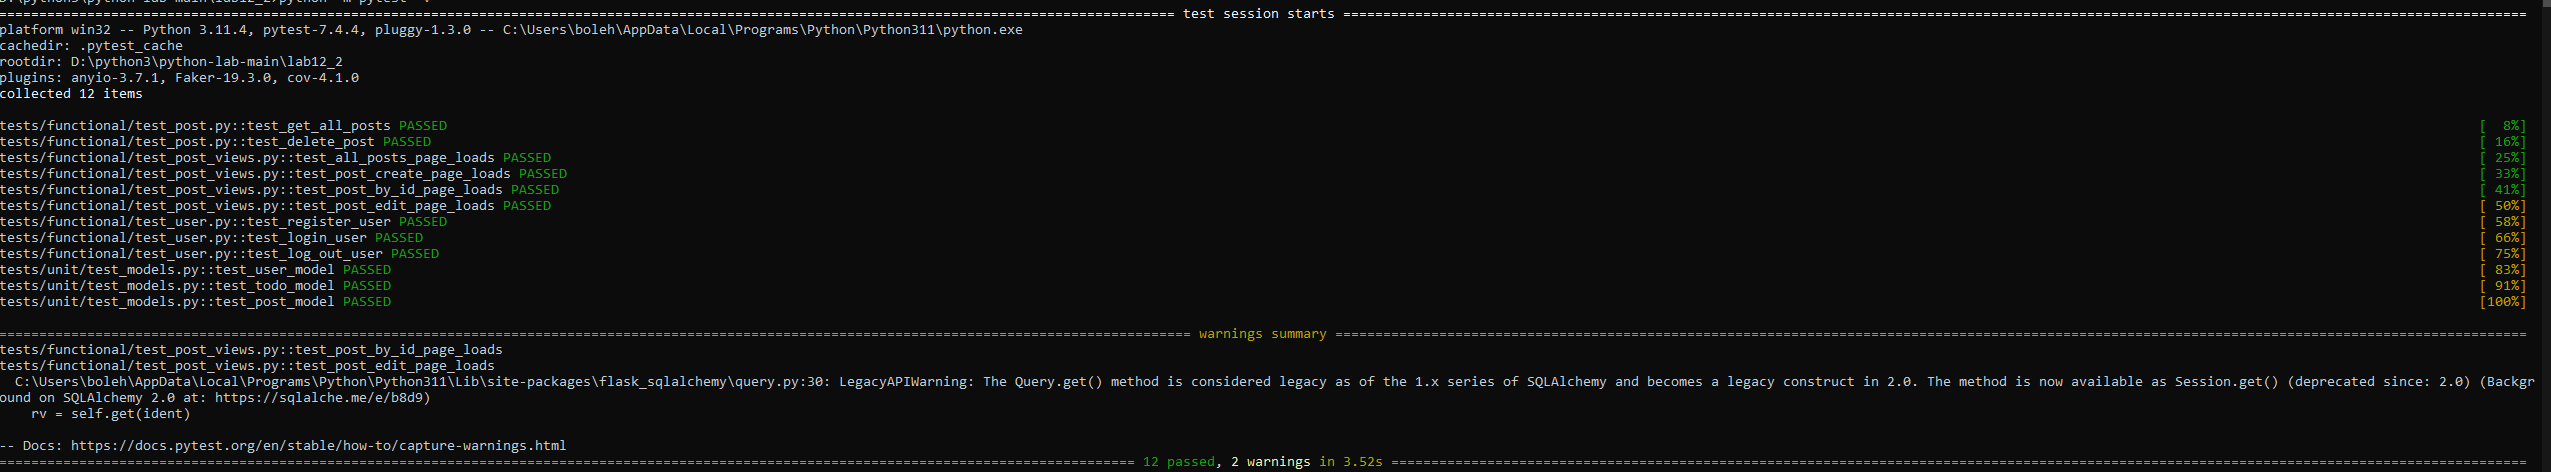 D:\python3\python-lab-main\lab12_2>python -m pytest -v
================ test session starts ================
platform win32 -- Python 3.11.4, pytest-7.4.4, pluggy-1.3.0 -- C:\Users\boleh\AppData\Local\Programs\Python\Python311\python.exe
cachedir: .pytest_cache
rootdir: D:\python3\python-lab-main\lab12_2
plugins: anyio-3.7.1, Faker-19.3.0, cov-4.1.0
collected 12 items
tests/functional/test_post.py::test_get_all_posts PASSED [  8%]
tests/functional/test_post.py::test_delete_post PASSED [ 16%]
tests/functional/test_post_views.py::test_all_posts_page_loads PASSED [ 25%]
tests/functional/test_post_views.py::test_post_create_page_loads PASSED [ 33%]
tests/functional/test_post_views.py::test_post_by_id_page_loads PASSED [ 41%]
tests/functional/test_post_views.py::test_post_edit_page_loads PASSED [ 50%]
tests/functional/test_user.py::test_register_user PASSED [ 58%]
tests/functional/test_user.py::test_login_user PASSED [ 66%]
tests/functional/test_user.py::test_log_out_user PASSED [ 75%]
tests/unit/test_models.py::test_user_model PASSED [ 83%]
tests/unit/test_models.py::test_todo_model PASSED [ 91%]
tests/unit/test_models.py::test_post_model PASSED [100%]
================ warnings summary ================
tests/functional/test_post_views.py::test_post_by_id_page_loads
tests/functional/test_post_views.py::test_post_edit_page_loads
C:\Users\boleh\AppData\Local\Programs\Python\Python311\Lib\site-packages\flask_sqlalchemy\query.py:30: LegacyAPIWarning: The Query.get() method is considered legacy as of the 1.x series of SQLAlchemy and becomes a legacy construct in 2.0. The method is now available as Session.get() (deprecated since: 2.0) (Backgr
ound on SQLAlchemy 2.0 at: https://sqlalche.me/e/b8d9)
rv = self.get(ident)
-- Docs: https://docs.pytest.org/en/stable/how-to/capture-warnings.html
================ 12 passed, 2 warnings in 3.52s ================